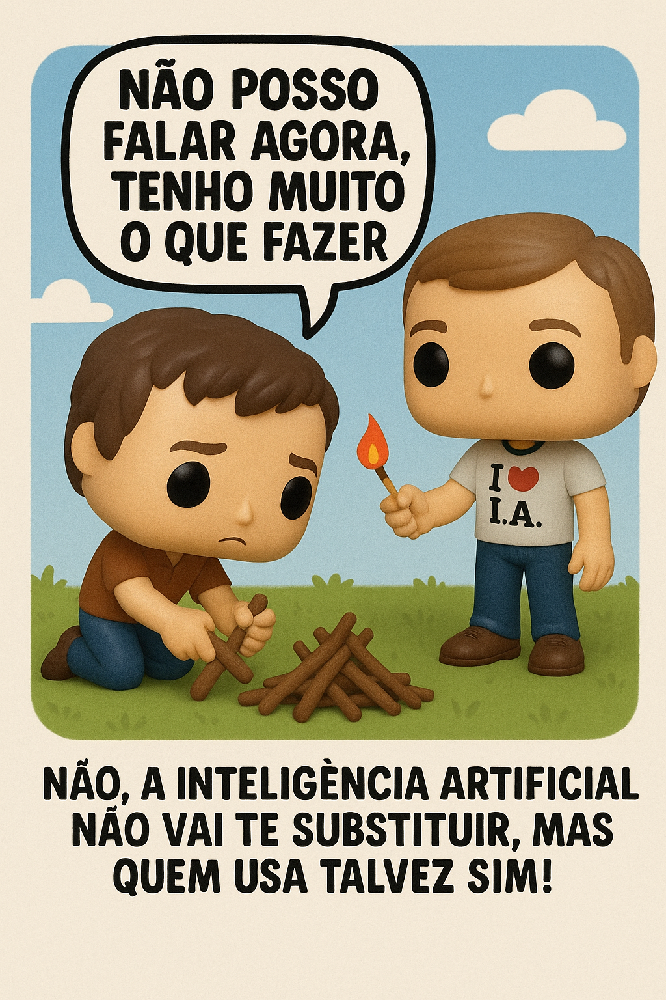 NÃO POSSO
FALAR AGORA,
TENHO MUITO
O QUE FAZER
I ❤
I.A.
NÃO, A INTELIGÈNCIA ARTIFICIAL
NÃO VAI TE SUBSTITUIR, MAS
QUEM USA TALVEZ SIM!